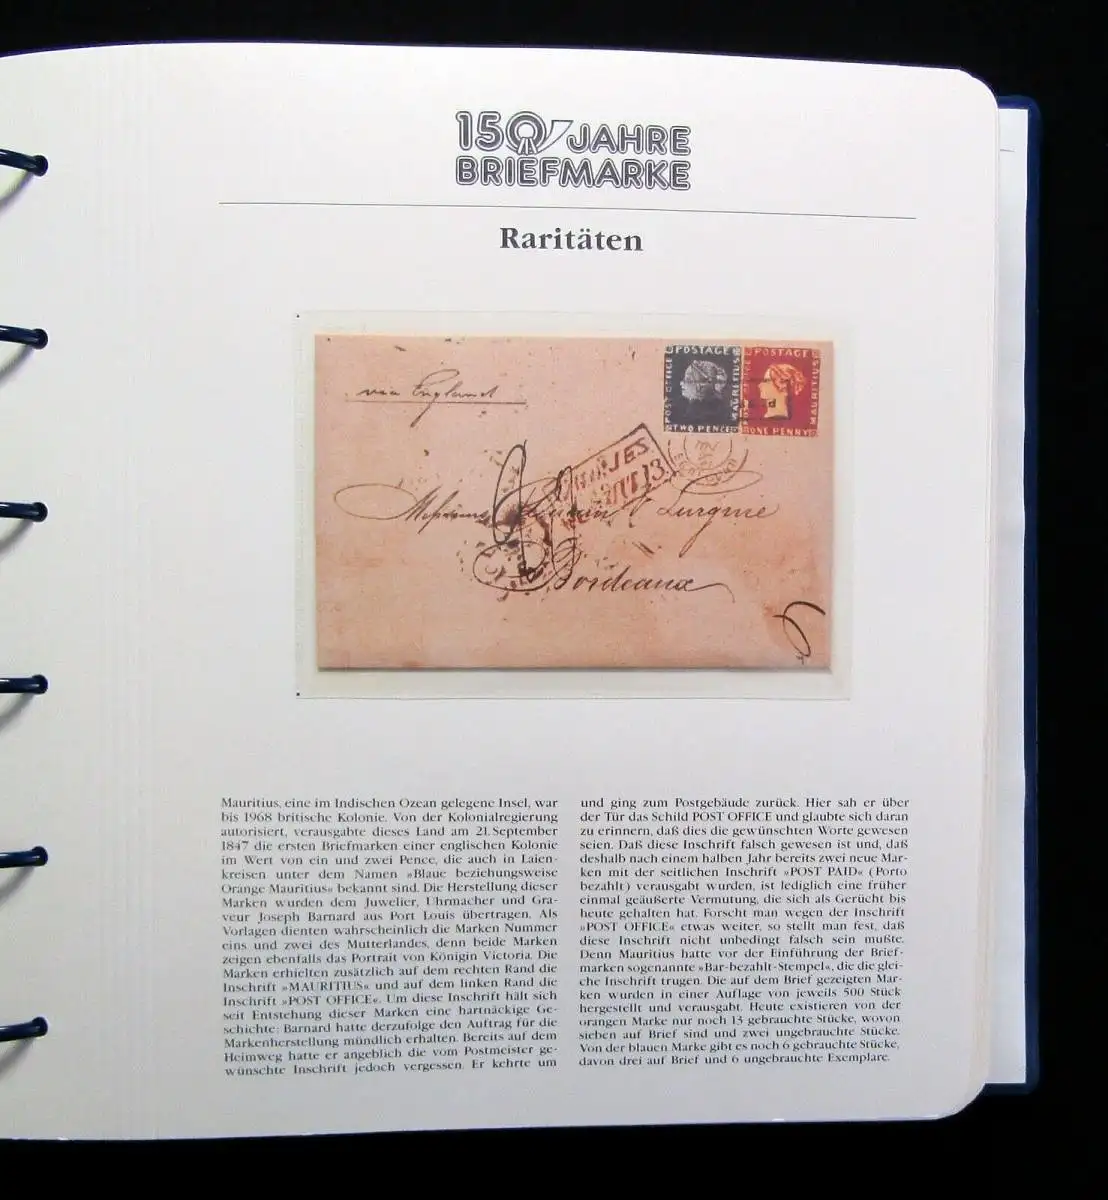 150 JAHRE
BRIEFMARKE
Raritäten
via England
POSTAGE
POST OFFICE
MAURITIUS
TWO PENCE
POSTAGE
POST OFFICE
MAURITIUS
ONE PENNY
Bordeaux
Mauritius, eine im Indischen Ozean gelegene Insel, war
bis 1968 britische Kolonie. Von der Kolonialregierung
autorisiert, verausgabte dieses Land am 21. September
1847 die ersten Briefmarken einer englischen Kolonie
im Wert von ein und zwei Pence, die auch in Laien-
kreisen unter dem Namen »Blaue beziehungsweise
Orange Mauritius« bekannt sind. Die Herstellung dieser
Marken wurden dem Juwelier, Uhrmacher und Gra-
veur Joseph Barnard aus Port Louis übertragen. Als
Vorlagen dienten wahrscheinlich die Marken Nummer
eins und zwei des Mutterlandes, denn beide Marken
zeigen ebenfalls das Portrait von Königin Victoria. Die
Marken erhielten zusätzlich auf dem rechten Rand die
Inschrift »MAURITIUS« und auf dem linken Rand die
Inschrift »POST OFFICE«. Um diese Inschrift hält sich
seit Entstehung dieser Marken eine hartnäckige Ge-
schichte: Barnard hatte derzufolge den Auftrag für die
Markenherstellung mündlich erhalten. Bereits auf dem
Heimweg hatte er angeblich die vom Postmeister ge-
wünschte Inschrift jedoch vergessen. Er kehrte um
und ging zum Postgebäude zurück. Hier sah er über
der Tür das Schild POST OFFICE und glaubte sich daran
zu erinnern, daß dies die gewünschten Worte gewesen
seien. Daß diese Inschrift falsch gewesen ist und, daß
deshalb nach einem halben Jahr bereits zwei neue Mar-
ken mit der seitlichen Inschrift »POST PAID« (Porto
bezahlt) verausgabt wurden, ist lediglich eine früher
einmal geäußerte Vermutung, die sich als Gerücht bis
heute gehalten hat. Forscht man wegen der Inschrift
»POST OFFICE« etwas weiter, so stellt man fest, daß
diese Inschrift nicht unbedingt falsch sein mußte.
Denn Mauritius hatte vor der Einführung der Brief-
marken sogenannte »Bar-bezahlt-Stempel«, die die glei-
che Inschrift trugen. Die auf dem Brief gezeigten Mar-
ken wurden in einer Auflage von jeweils 500 Stück
hergestellt und verausgabt. Heute existieren von der
orangen Marke nur noch 13 gebrauchte Stücke, wovon
sieben auf Brief sind und zwei ungebrauchte Stücke.
Von der blauen Marke gibt es noch 6 gebrauchte Stücke,
davon drei auf Brief und 6 ungebrauchte Exemplare.